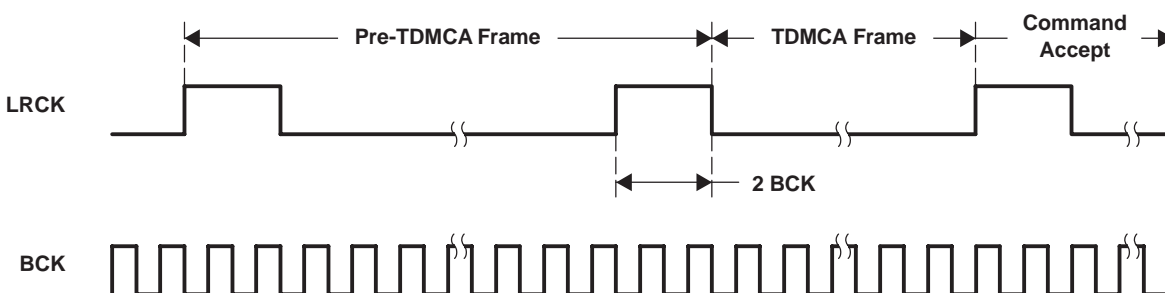 Pre-TDMCA Frame
TDMCA Frame
Command
Accept
LRCK
2 BCK
BCK